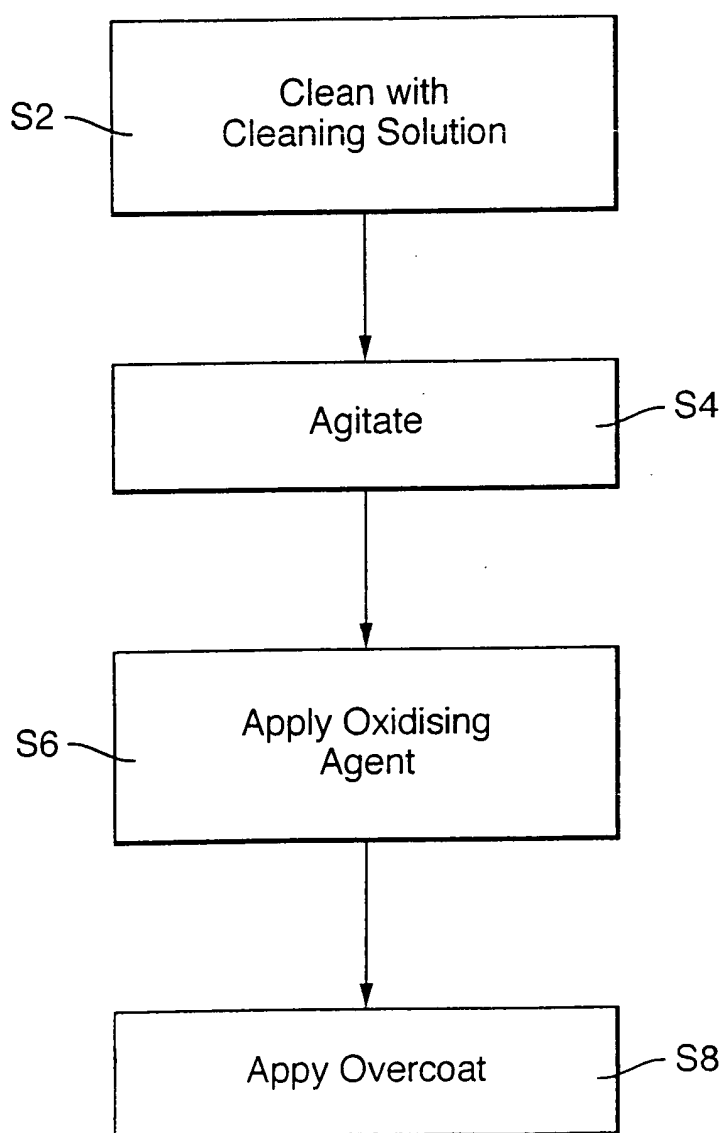 S2
Clean with
Cleaning Solution
Agitate
S4
S6
Apply Oxidising
Agent
Appy Overcoat
S8